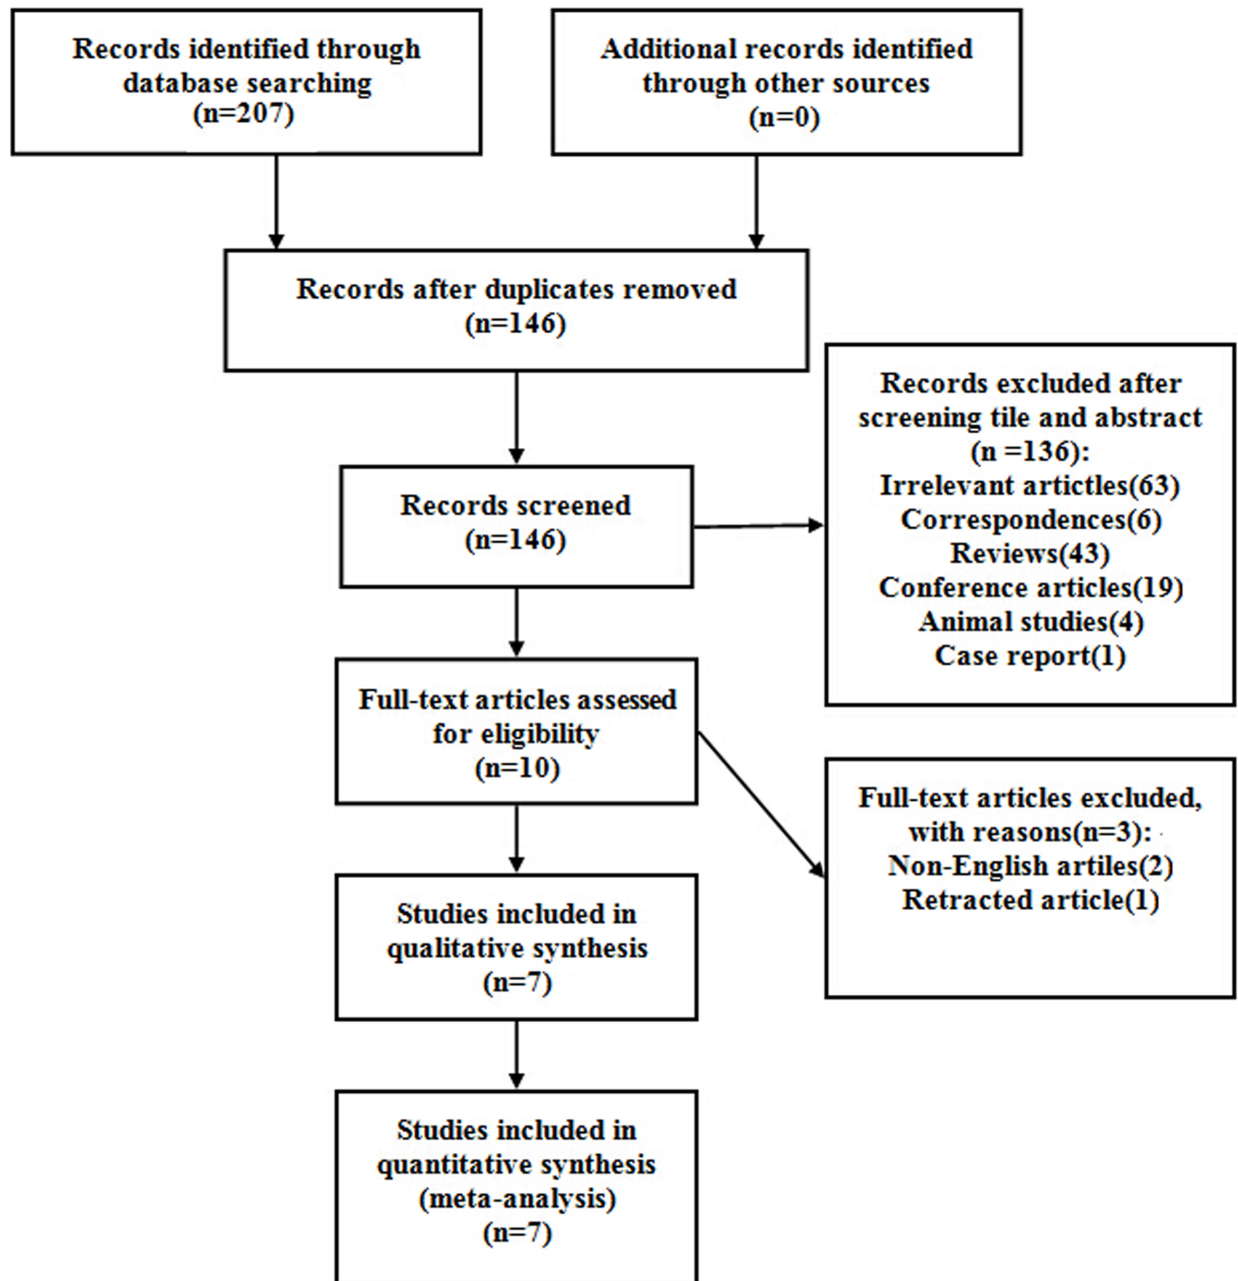 Records identified through
database searching
(n=207)
Additional records identified
through other sources
(n=0)
Records after duplicates removed
(n=146)
Records screened
(n=146)
Records excluded after
screening tile and abstract
(n =136):
Irrelevant artictles(63)
Correspondences(6)
Reviews(43)
Conference articles(19)
Animal studies(4)
Case report(1)
Full-text articles assessed
for eligibility
(n=10)
Full-text articles excluded,
with reasons(n=3):
Non-English artiles(2)
Retracted article(1)
Studies included in
qualitative synthesis
(n=7)
Studies included in
quantitative synthesis
(meta-analysis)
(n=7)